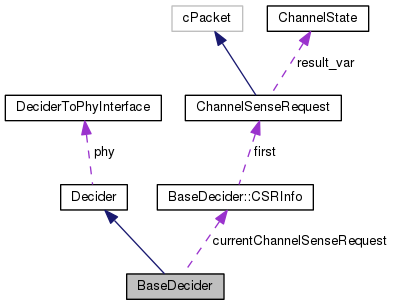 cPacket
ChannelState
result_var
DeciderToPhyInterface
ChannelSenseRequest
phy
first
Decider
BaseDecider::CSRInfo
currentChannelSenseRequest
BaseDecider